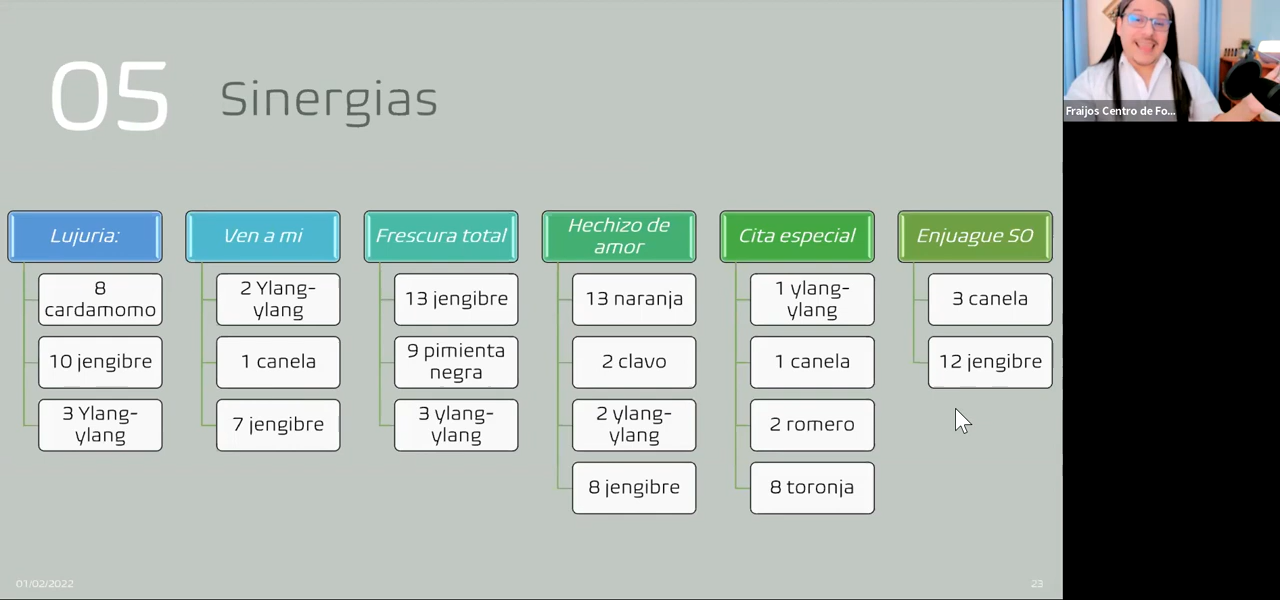 05
Sinergias
Fraijos Centro de Fo...
Lujuria:
8
cardamomo
10 jengibre
3 Ylang-
ylang
Ven a mi
2 Ylang-
ylang
1 canela
7 jengibre
Frescura total
13 jengibre
9 pimienta
negra
3 ylang-
ylang
Hechizo de
amor
13 naranja
2 clavo
2 ylang-
ylang
8 jengibre
Cita especial
1 ylang-
ylang
1 canela
2 romero
8 toronja
Enjuague SO
3 canela
12 jengibre
01/02/2022
23